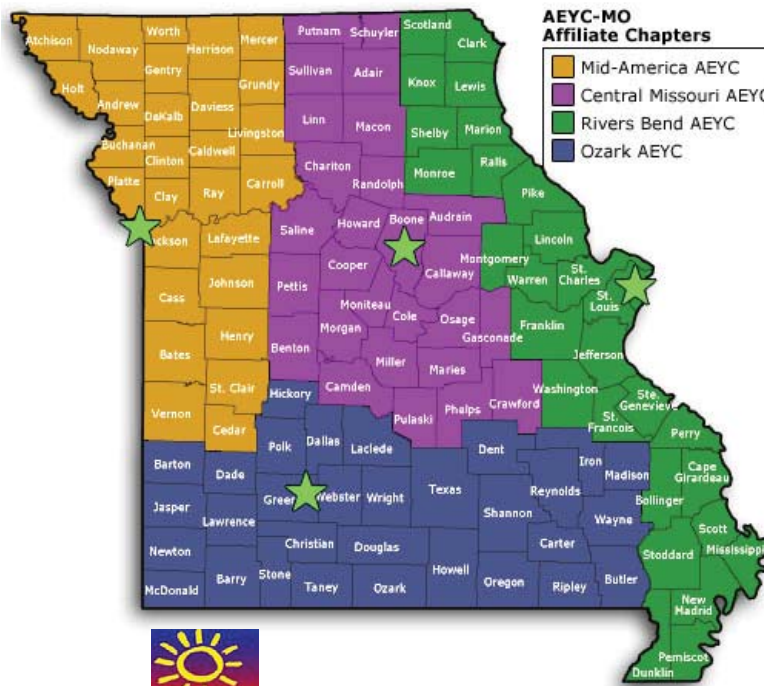 AEYC-MO
Affiliate Chapters
Mid-America AEYC
Central Missouri AEYC
Rivers Bend AEYC
Ozark AEYC
Atchison
Nodaway
Worth
Harrison
Mercer
Putnam
Schuyler
Scotland
Clark
Gentry
Sullivan
Adair
Knox
Lewis
Holt
Andrew
DeKalb
Daviess
Grundy
Livingston
Linn
Macon
Shelby
Marion
Buchanan
Clinton
Caldwell
Chariton
Randolph
Monroe
Ralls
Platte
Clay
Ray
Carroll
Pike
Jackson
Lafayette
Saline
Howard
Boone
Audrain
Montgomery
Lincoln
Cooper
Callaway
Warren
St.
Charles
St.
Louis
Johnson
Cass
Pettis
Moniteau
Cole
Osage
Gasconade
Franklin
Jefferson
Henry
Bates
Benton
Morgan
Miller
Maries
St. Clair
Hickory
Camden
Pulaski
Phelps
Crawford
Washington
Ste.
Genevieve
St.
Francois
Perry
Vernon
Cedar
Polk
Dallas
Laclede
Dent
Iron
Madison
Cape
Girardeau
Bollinger
Barton
Dade
Green
Webster
Wright
Texas
Reynolds
Shannon
Wayne
Scott
Mississippi
Stoddard
Jasper
Lawrence
Christian
Douglas
Carter
Newton
McDonald
Barry
Stone
Taney
Ozark
Howell
Oregon
Ripley
Butler
New
Madrid
Pemiscot
Dunklin